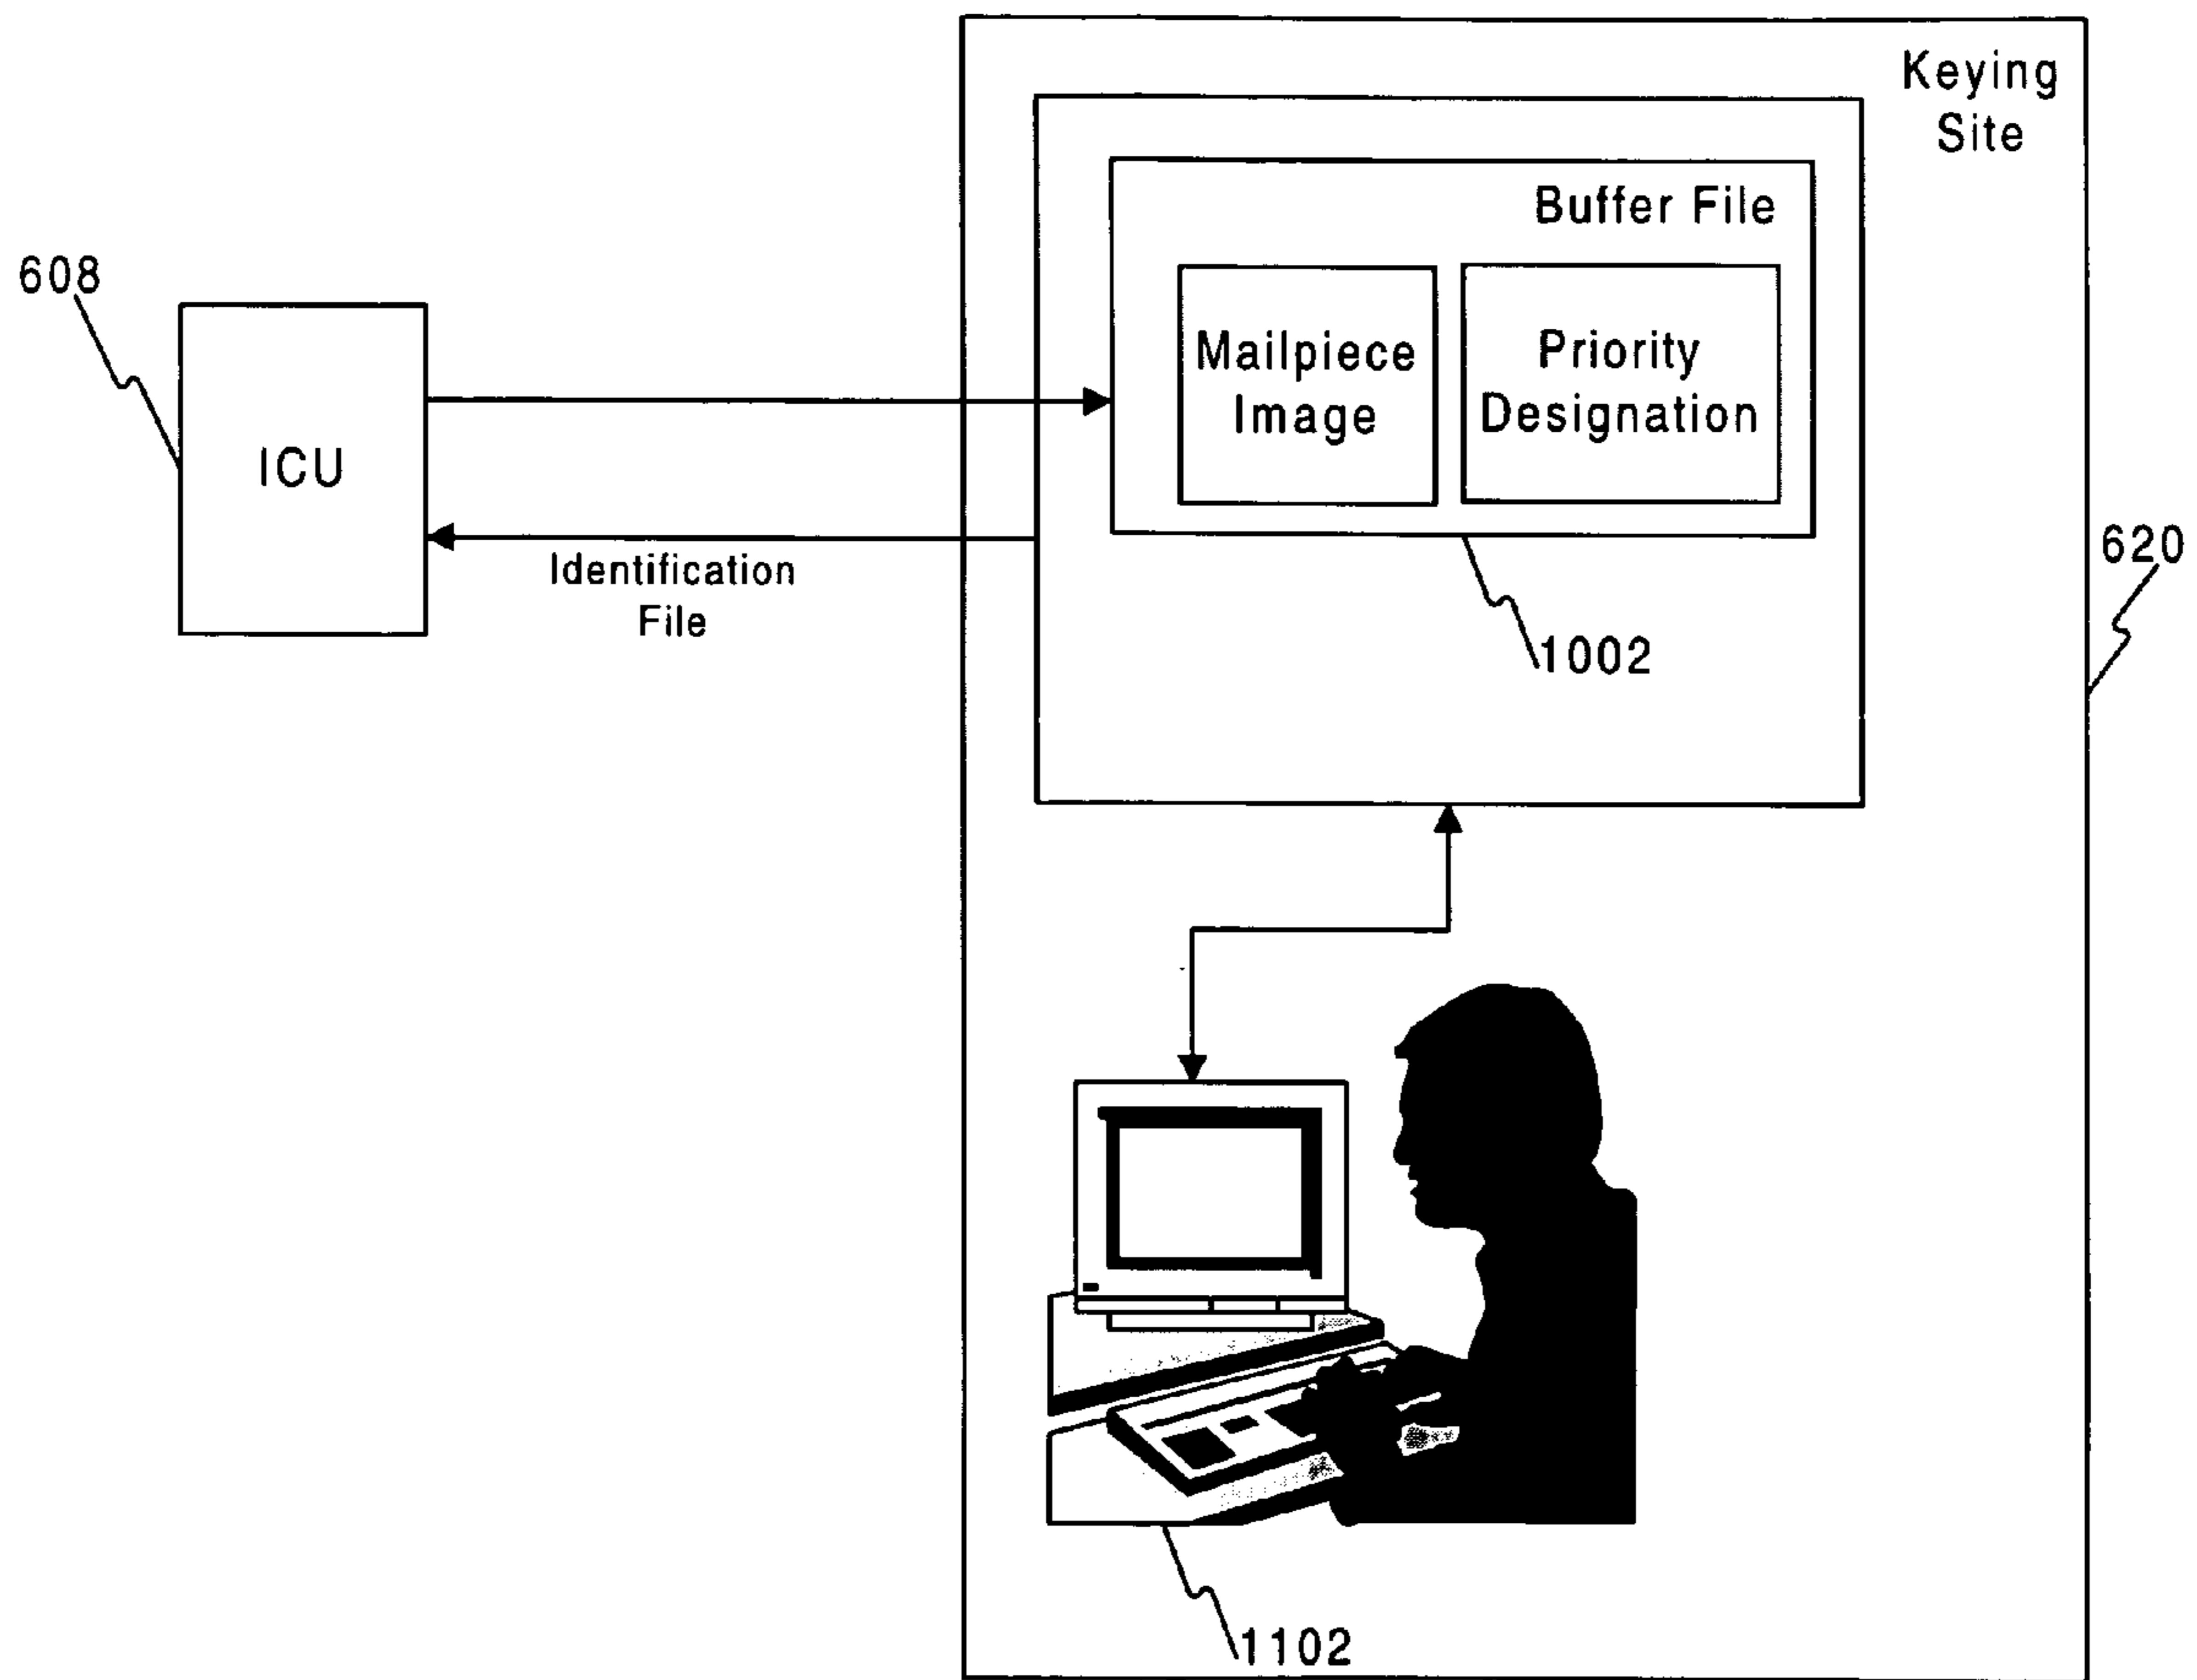 Keying
Site
Buffer File
608
Mailpiece
Image
Priority
Designation
ICU
620
Identification
File
1002
1102